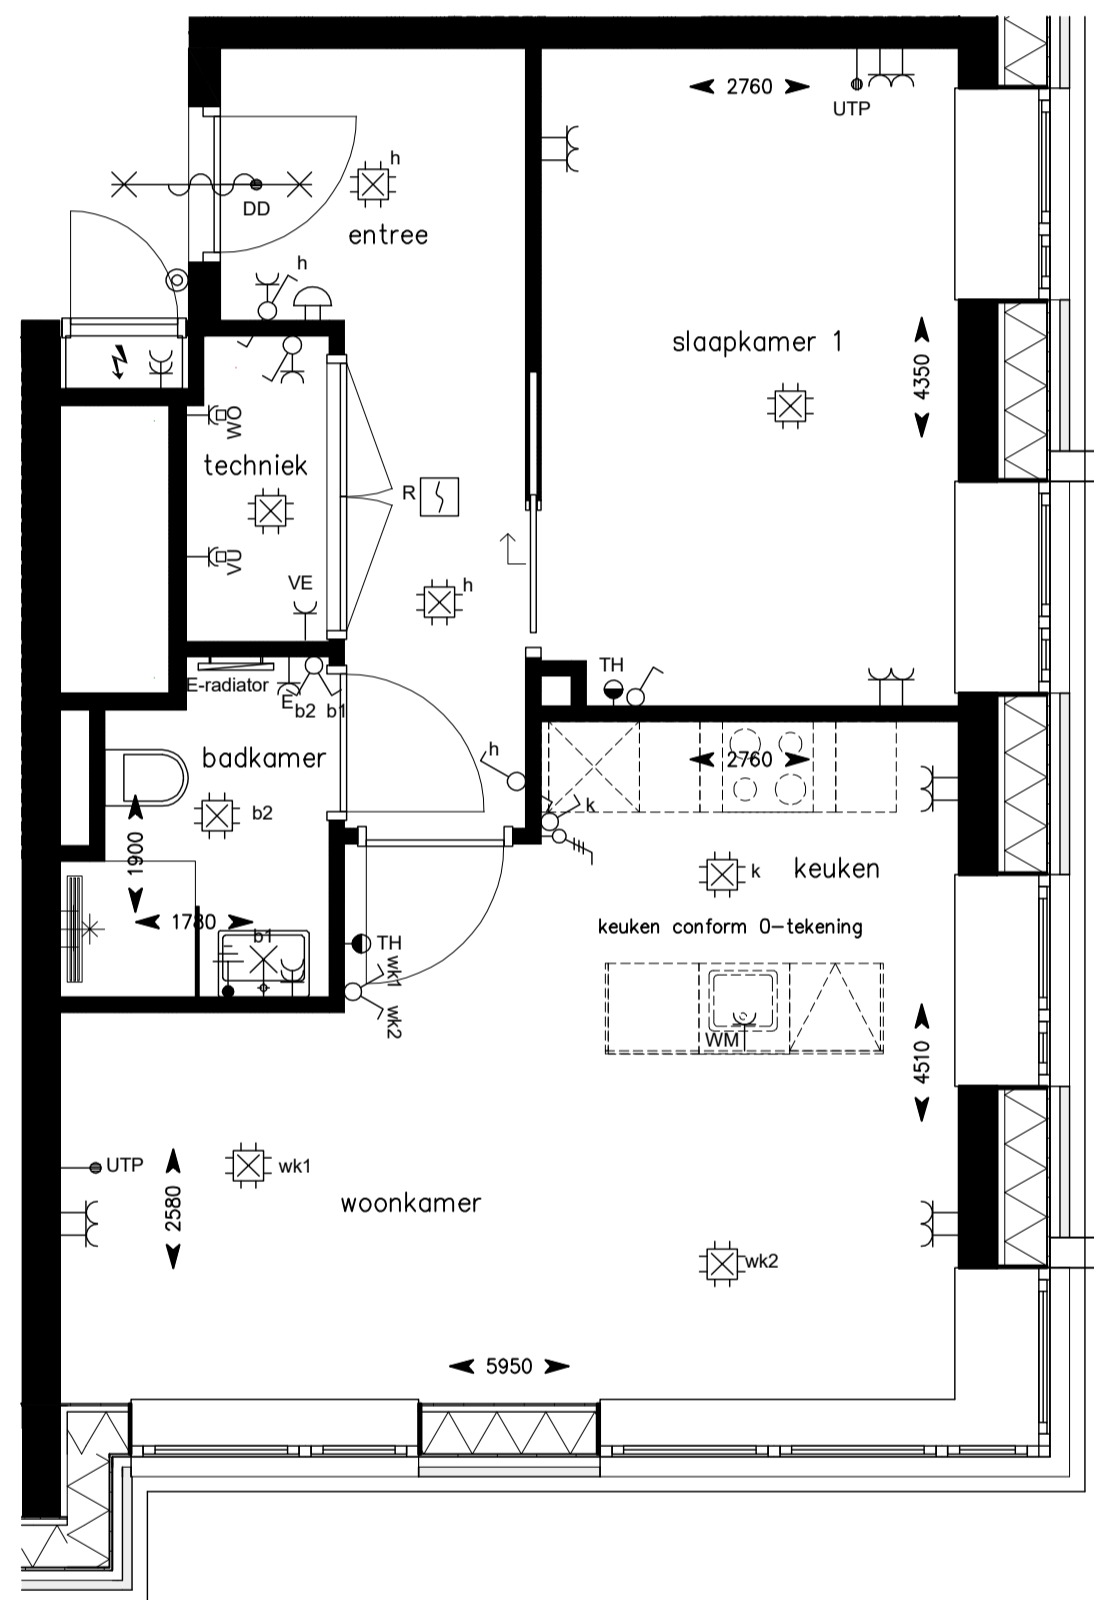 2760
UTP
h
DD
entree
h
slaapkamer 1
4350
WO
techniek
R
VU
VE
h
TH
E-radiator
E
b2 b1
h
badkamer
2760
k
b2
1900
k
keuken
keuken conform 0-tekening
1780
b1
TH
wk1
wk2
WM
4510
UTP
wk1
2580
woonkamer
wk2
5950